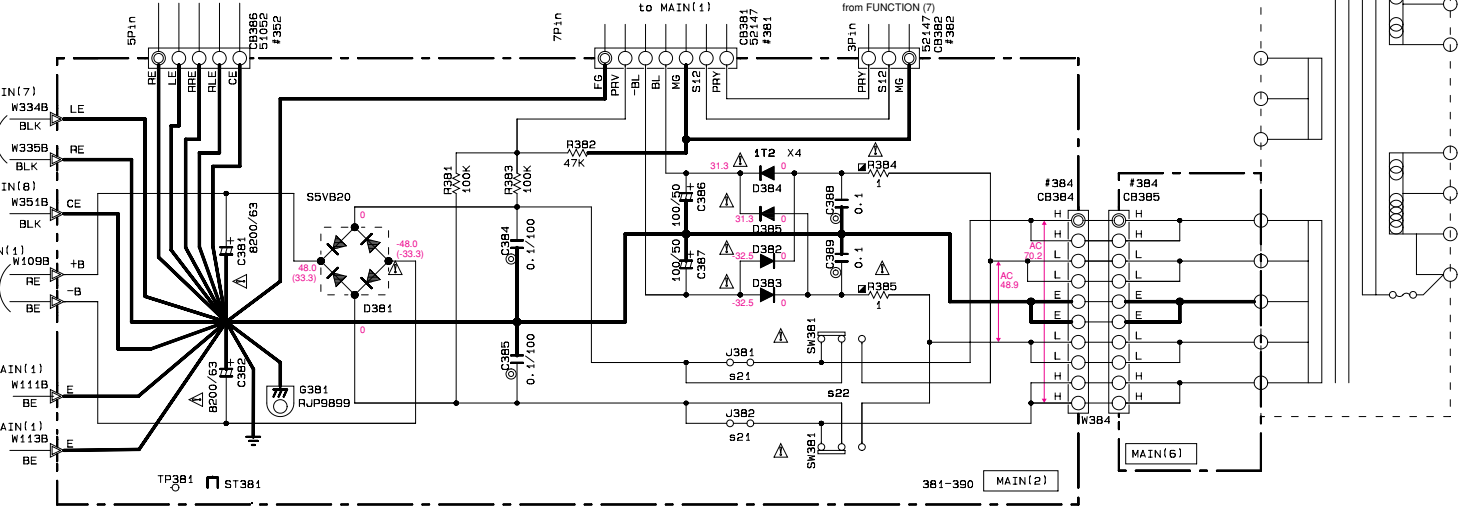 to MAIN(1)
from FUNCTION (7)
5Pin
CB386
51052
#352
7Pin
CB381
52147
#381
3Pin
52147
CB382
#382
RE
LE
RRE
RLE
CE
FG
PRV
-BL
BL
MG
S12
PRY
PRY
S12
MG
IN(7)
W334B
LE
BLK
W335B
RE
BLK
IN(8)
W351B
CE
BLK
N(1)
W109B
+B
RE
-B
BE
AIN(1)
W111B
E
BE
AIN(1)
W113B
E
BE
C381
8200/63
C382
8200/63
S5VB20
0
48.0
(33.3)
-48.0
(-33.3)
D381
0
G381
RJP9899
R381
100K
R383
100K
R382
47K
C384
0.1/100
C385
0.1/100
100/50
C386
100/50
C387
1T2 X4
31.3
0
D384
31.3
0
D385
D382
-32.5
0
D383
-32.5
0
C388
0.1
C389
0.1
R384
1
R385
1
J381
s21
SW381
s22
J382
s21
SW381
#384
CB384
#384
CB385
H
H
L
L
E
E
L
L
H
H
H
H
L
L
E
E
L
L
H
H
AC
70.2
AC
48.9
W384
MAIN(6)
TP381
ST381
381-390
MAIN(2)